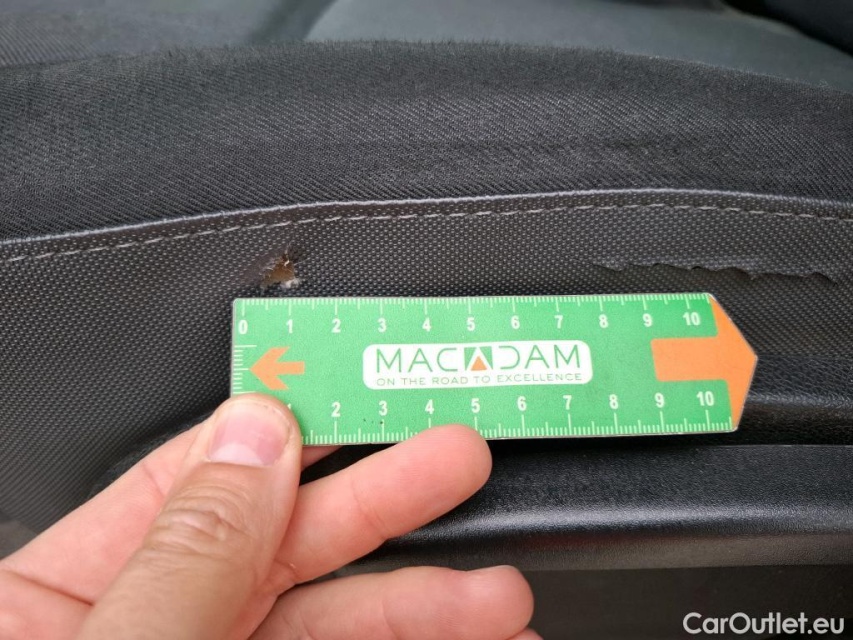 0 1 2 3 4 5 6 7 8 9 10
MACADAM
ON THE ROAD TO EXCELLENCE
2 3 4 5 6 7 8 9 10
CarOutlet.eu